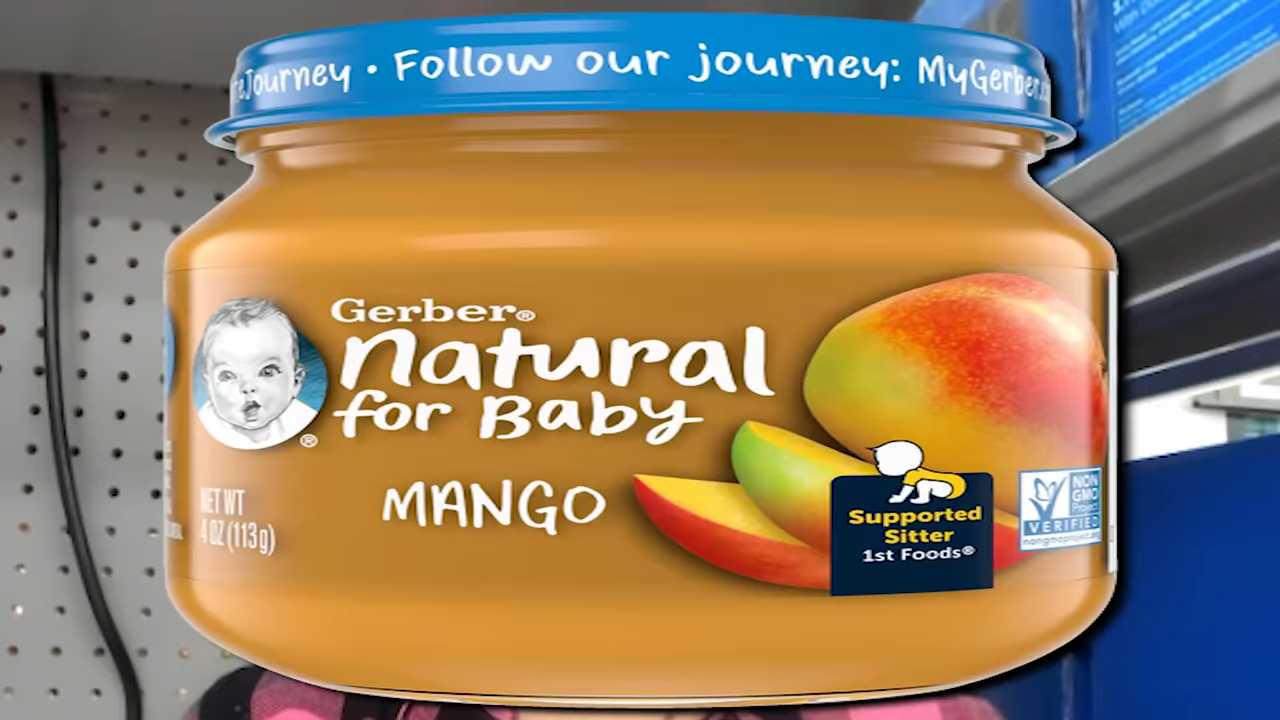 Journey • Follow our journey: MyGerber
Gerber®
Natural
for Baby
MANGO
NET WT
4 OZ (113g)
Supported
Sitter
1st Foods®
NON
GMO
Project
VERIFIED
nongmoproject.org